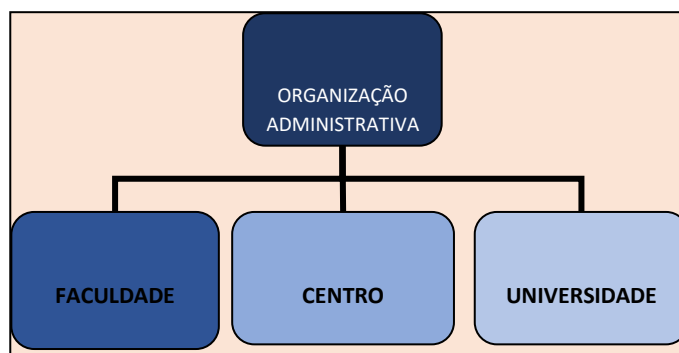 ORGANIZAÇÃO
ADMINISTRATIVA
FACULDADE
CENTRO
UNIVERSIDADE